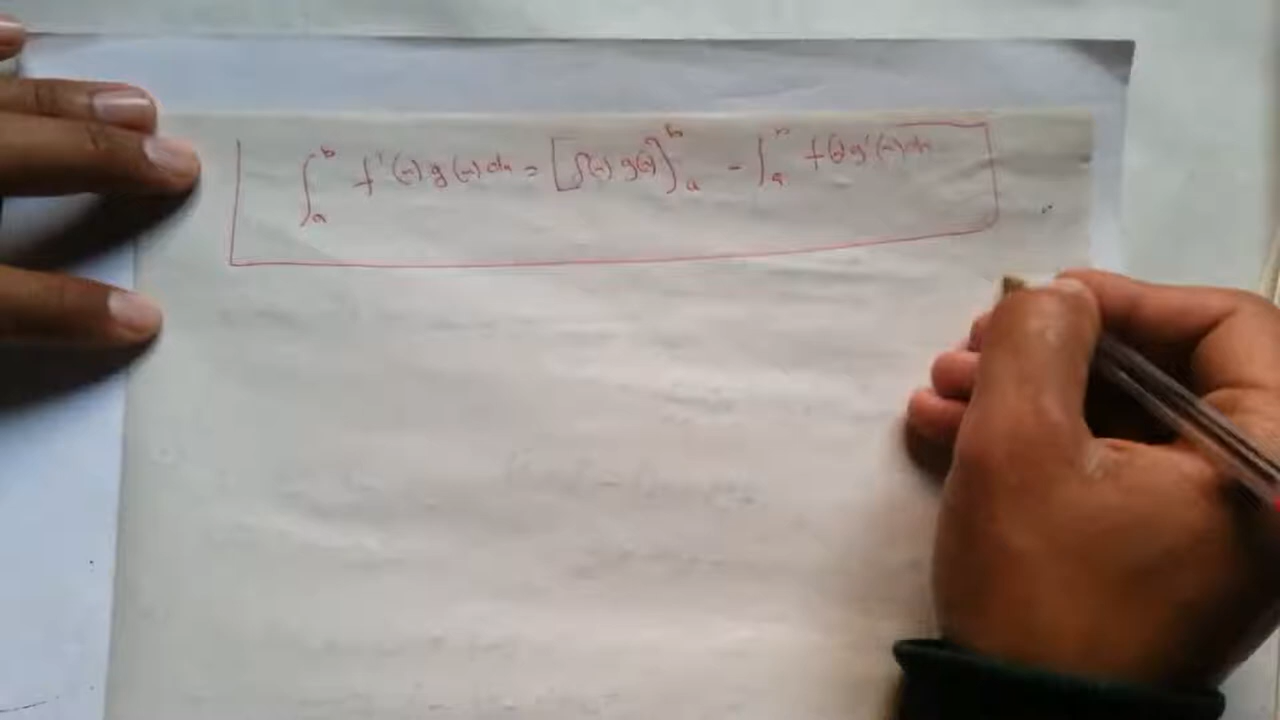 ∫ₐᵇ f'(x) g(x) dx = [f(x) g(x)]ₐᵇ - ∫ₐᵇ f(x) g'(x) dx